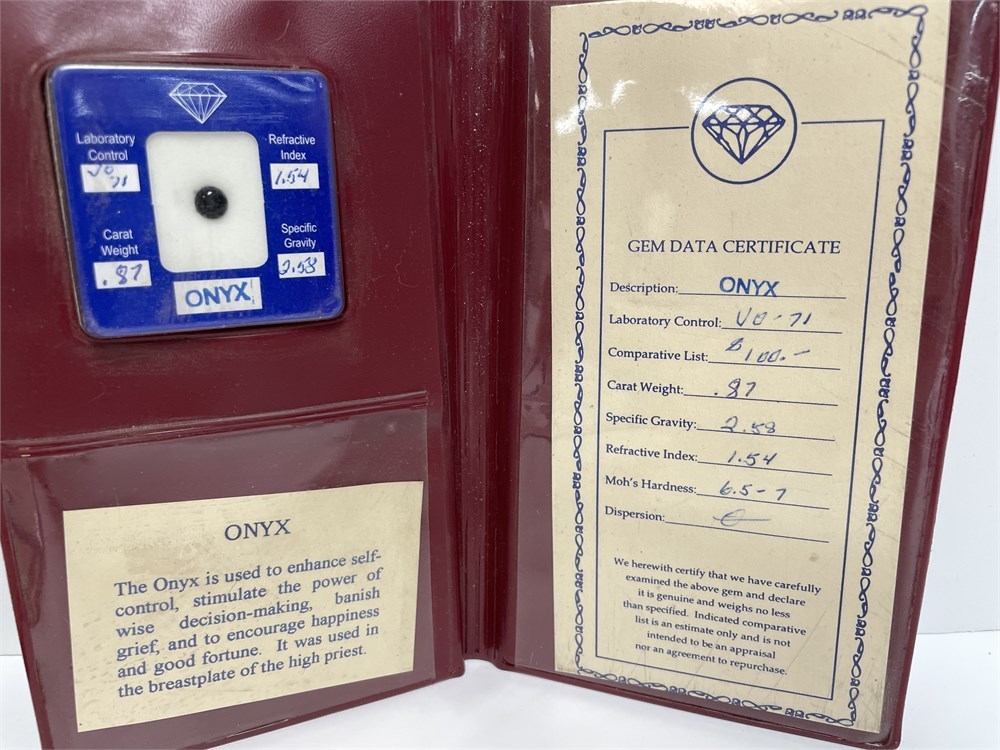 Laboratory
Control
VO
71
Refractive
Index
1.54
Carat
Weight
.87
Specific
Gravity
2.58
ONYX
ONYX
The Onyx is used to enhance self-
control, stimulate the power of
wise decision-making, banish
grief, and to encourage happiness
and good fortune. It was used in
the breastplate of the high priest.
GEM DATA CERTIFICATE
Description: ONYX
Laboratory Control: VO-71
Comparative List: $100.-
Carat Weight: .87
Specific Gravity: 2.58
Refractive Index: 1.54
Moh's Hardness: 6.5-7
Dispersion: 0
We herewith certify that we have carefully
examined the above gem and declare
it is genuine and weighs no less
than specified. Indicated comparative
list is an estimate only and is not
intended to be an appraisal
nor an agreement to repurchase.